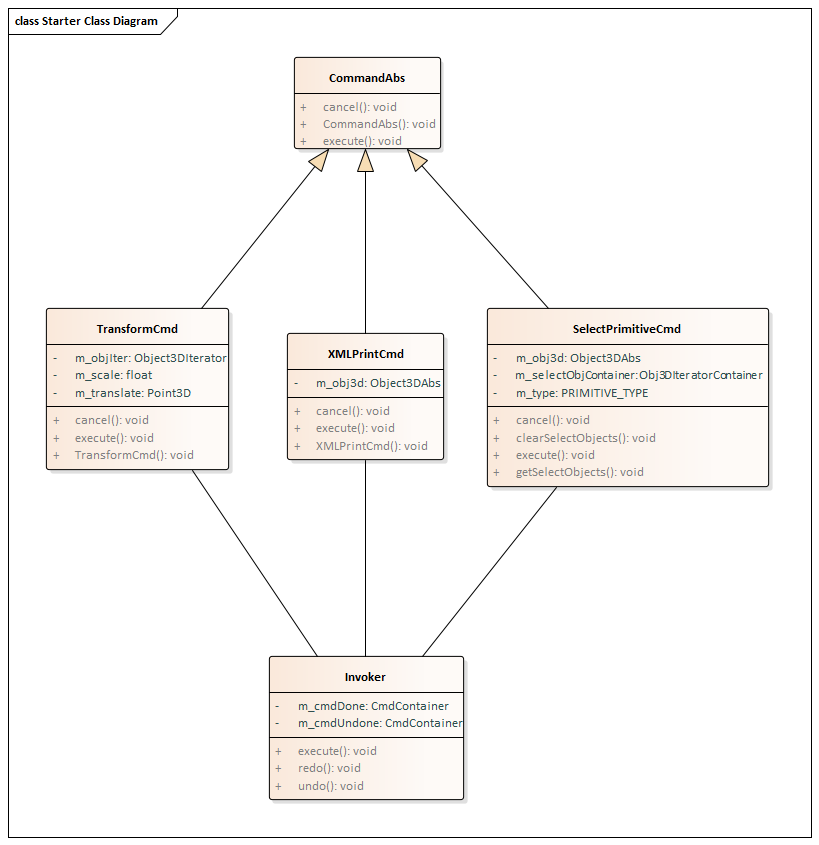 class Starter Class Diagram
CommandAbs
+ cancel(): void
+ CommandAbs(): void
+ execute(): void
TransformCmd
- m_objIter: Object3DIterator
- m_scale: float
- m_translate: Point3D
+ cancel(): void
+ execute(): void
+ TransformCmd(): void
XMLPrintCmd
- m_obj3d: Object3DAbs
+ cancel(): void
+ execute(): void
+ XMLPrintCmd(): void
SelectPrimitiveCmd
- m_obj3d: Object3DAbs
- m_selectObjContainer:Obj3DIteratorContainer
- m_type: PRIMITIVE_TYPE
+ cancel(): void
+ clearSelectObjects(): void
+ execute(): void
+ getSelectObjects(): void
Invoker
- m_cmdDone: CmdContainer
- m_cmdUndone: CmdContainer
+ execute(): void
+ redo(): void
+ undo(): void